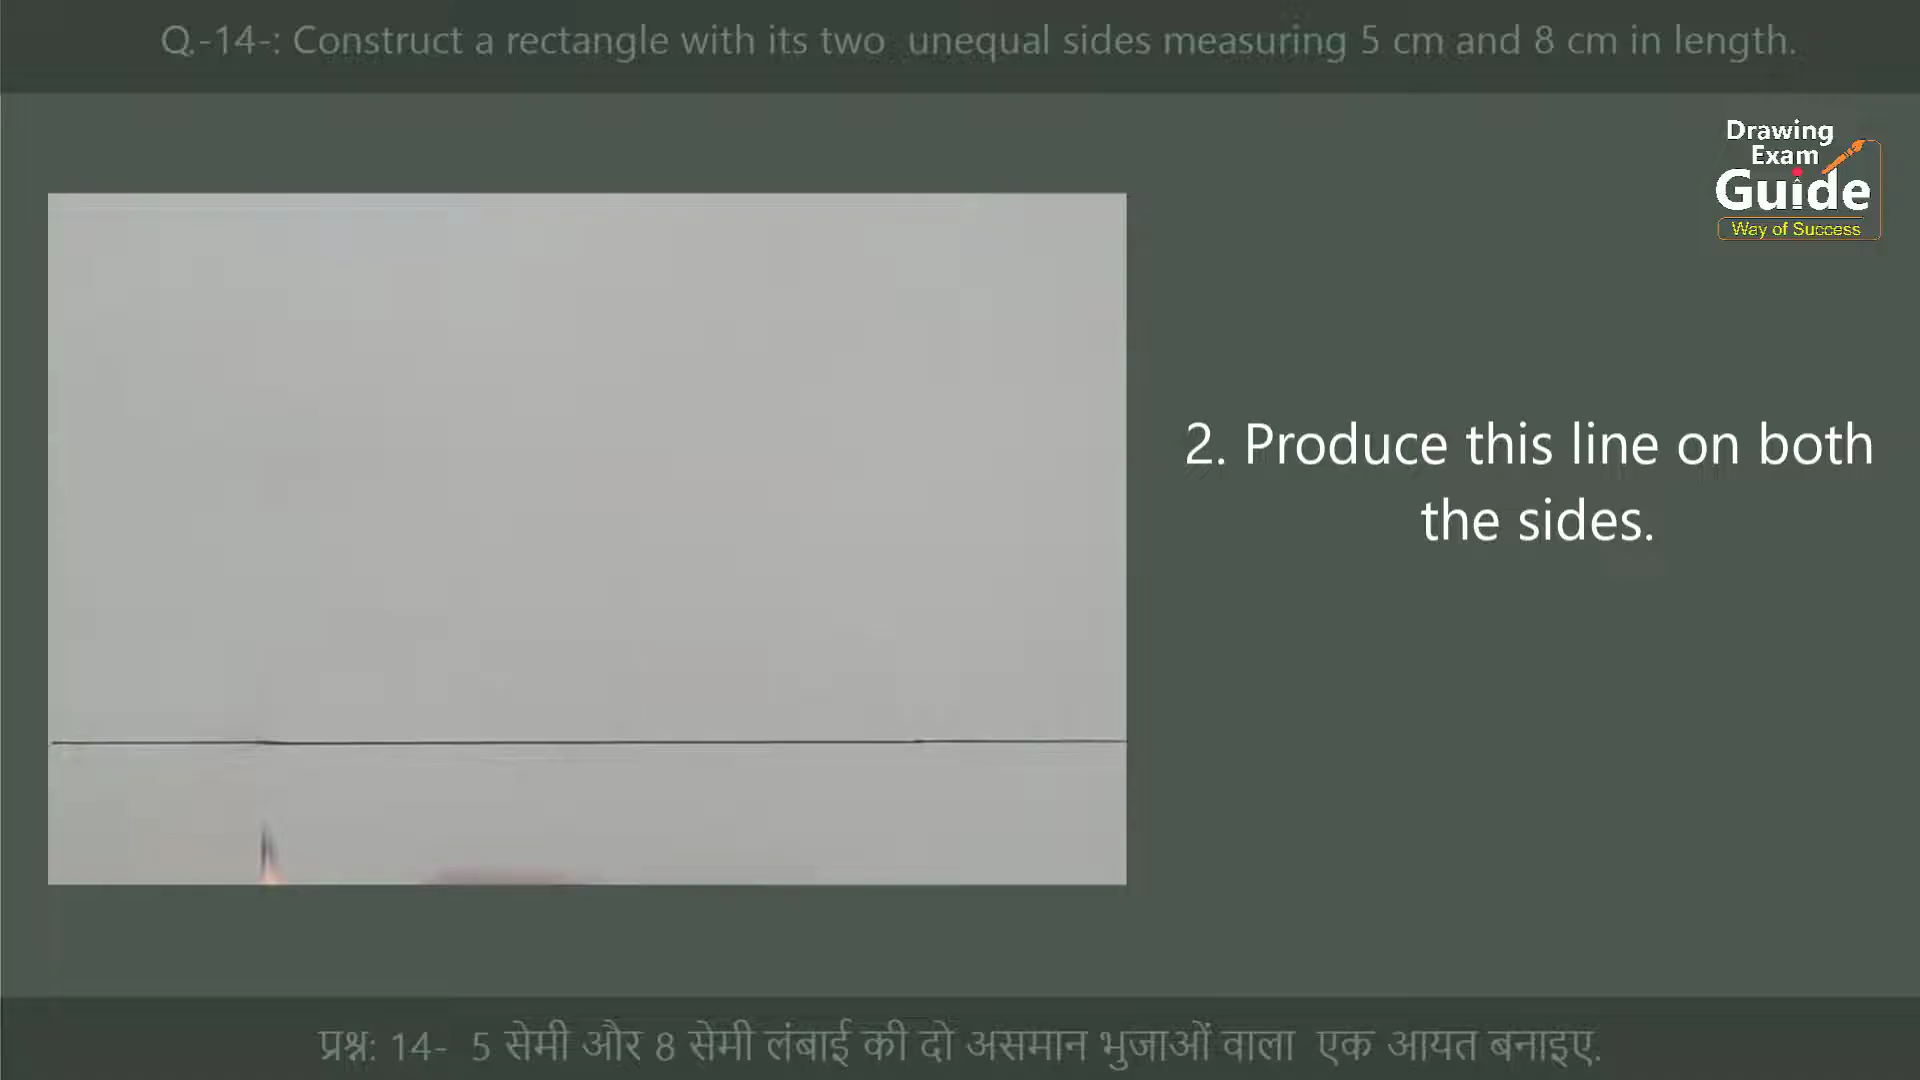 Q.-14-: Construct a rectangle with its two unequal sides measuring 5 cm and 8 cm in length.
Drawing
Exam
Guide
Way of Success
2. Produce this line on both
the sides.
प्रश्न: 14- 5 सेमी और 8 सेमी लंबाई की दो असमान भुजाओं वाला एक आयत बनाइए.